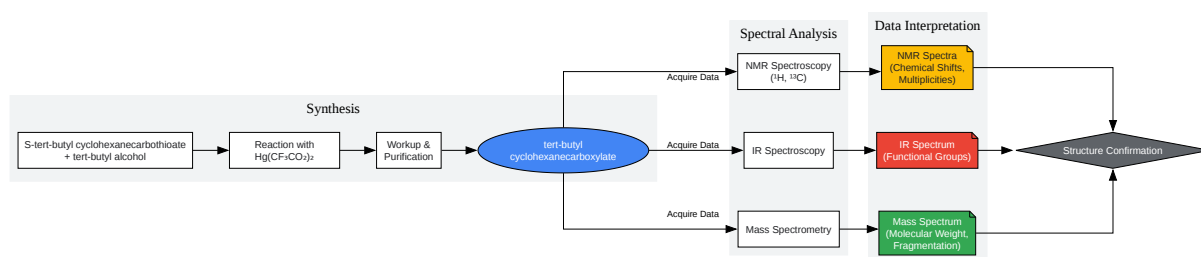 Synthesis
S-tert-butyl cyclohexanecarbothioate
+ tert-butyl alcohol
Reaction with
Hg(CF₃CO₂)₂
Workup &
Purification
tert-butyl
cyclohexanecarboxylate
Acquire Data
Acquire Data
Acquire Data
Spectral Analysis
NMR Spectroscopy
(¹H, ¹³C)
IR Spectroscopy
Mass Spectrometry
Data Interpretation
NMR Spectra
(Chemical Shifts,
Multiplicities)
IR Spectrum
(Functional Groups)
Mass Spectrum
(Molecular Weight,
Fragmentation)
Structure Confirmation